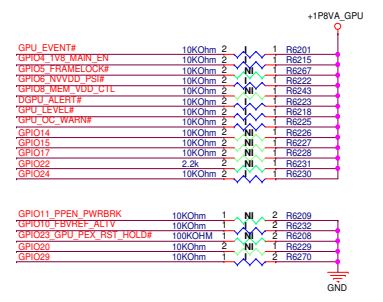 +1P8VA_GPU
GPU_EVENT# 10KOhm 2 I 1 R6201
GPIO4_1V8_MAIN_EN 10KOhm 2 I 1 R6215
GPIO5_FRAMELOCK# 10KOhm 2 NI 1 R6267
GPIO6_NVVDD_PSI# 10KOhm 2 I 1 R6222
GPIO8_MEM_VDD_CTL 10KOhm 2 NI 1 R6243
DGPU_ALERT# 10KOhm 2 I 1 R6223
GPU_LEVEL# 10KOhm 2 I 1 R6218
GPU_OC_WARN# 10KOhm 2 I 1 R6225
GPIO14 10KOhm 2 NI 1 R6226
GPIO15 10KOhm 2 NI 1 R6227
GPIO17 10KOhm 2 NI 1 R6228
GPIO22 2.2k 2 NI 1 R6231
GPIO24 10KOhm 2 1 R6230
GPIO11_PPEN_PWRBRK 10KOhm 1 NI 2 R6209
GPIO10_FBVREF_ALTV 10KOhm 1 I 2 R6232
GPIO23_GPU_PEX_RST_HOLD# 100KOHM 1 NI 2 R6208
GPIO20 10KOhm 2 NI 1 R6229
GPIO29 10KOhm 1 I 2 R6270
GND